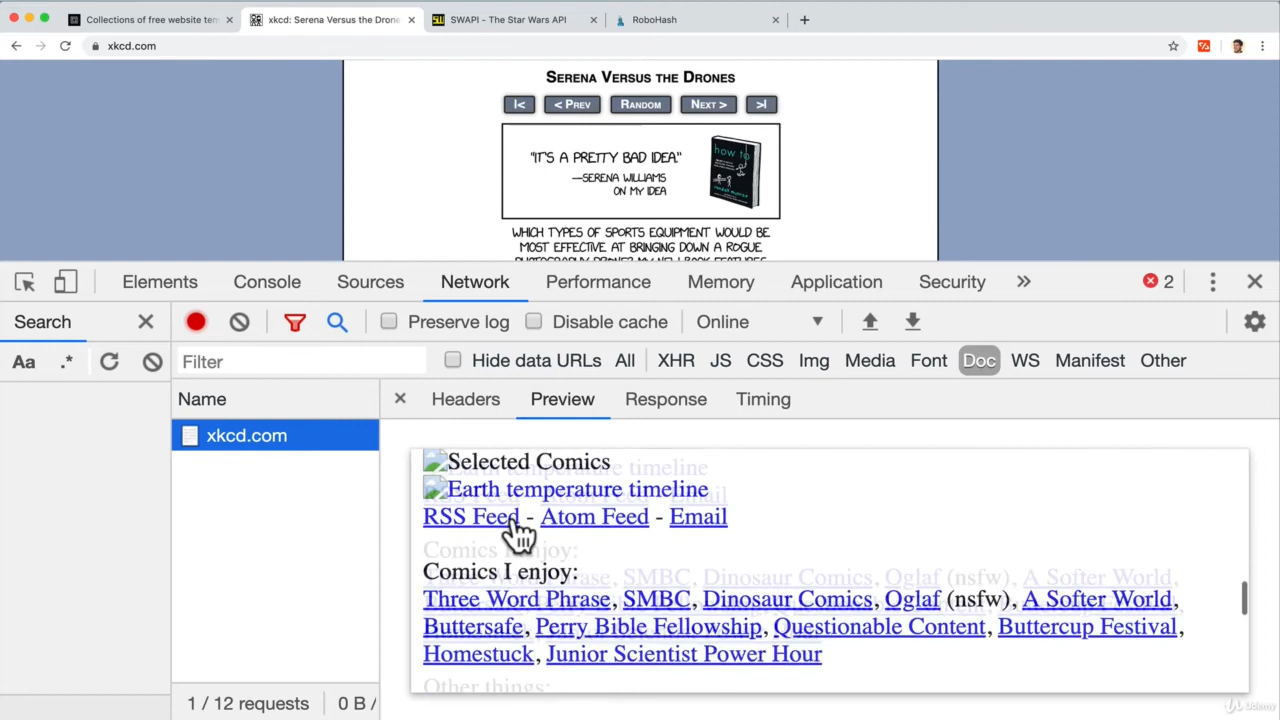 Collections of free website ten
xkcd: Serena Versus the Drone
SWAPI - The Star Wars API
RoboHash
xkcd.com
SERENA VERSUS THE DRONES
|<
< PREV
RANDOM
NEXT >
>|
"IT'S A PRETTY BAD IDEA."
—SERENA WILLIAMS
ON MY IDEA
how to
WHICH TYPES OF SPORTS EQUIPMENT WOULD BE
MOST EFFECTIVE AT BRINGING DOWN A ROGUE
Elements Console Sources Network Performance Memory Application Security » 2
Search
Preserve log Disable cache Online
Aa .*
Filter
Hide data URLs All XHR JS CSS Img Media Font Doc WS Manifest Other
Name
Headers Preview Response Timing
xkcd.com
Selected Comics
Earth temperature timeline
RSS Feed - Atom Feed - Email
Comics I enjoy:
Three Word Phrase, SMBC, Dinosaur Comics, Oglaf (nsfw), A Softer World,
Buttersafe, Perry Bible Fellowship, Questionable Content, Buttercup Festival,
Homestuck, Junior Scientist Power Hour
Other things:
1 / 12 requests 0 B /
Udemy